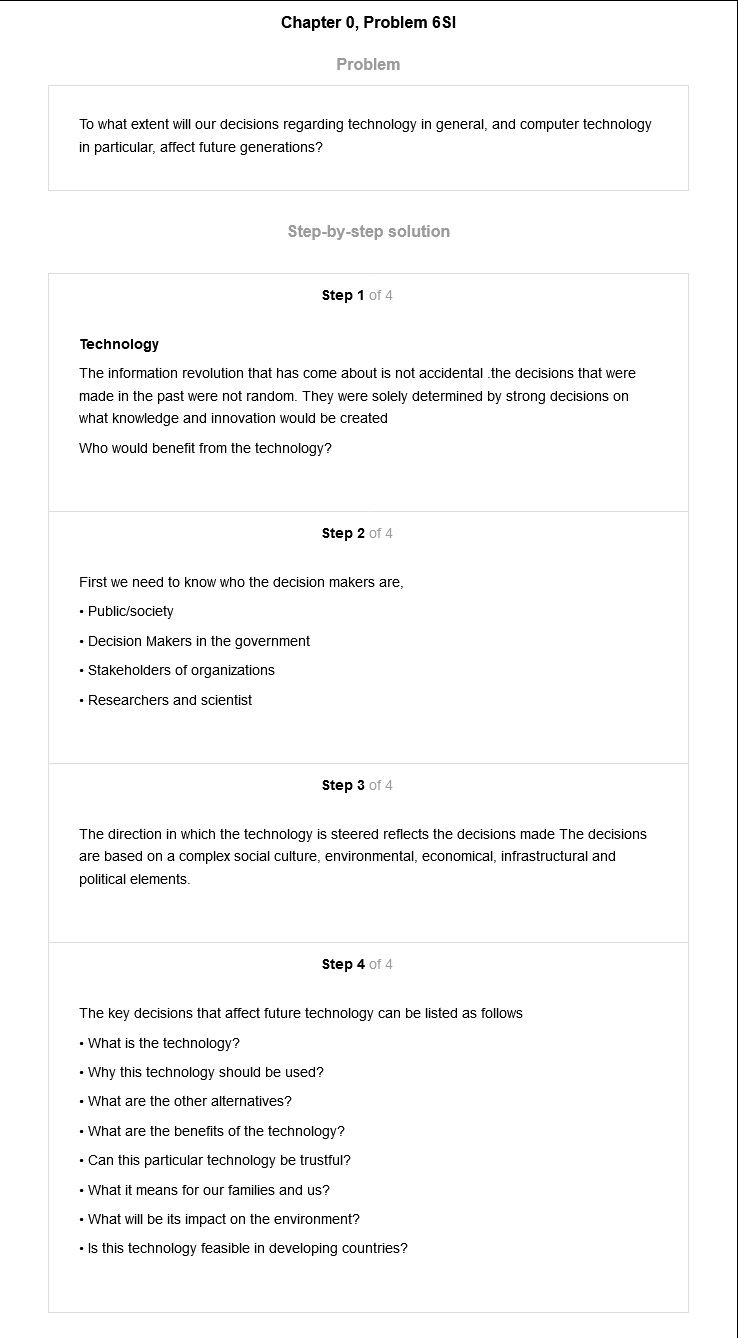 Chapter 0, Problem 6SI
Problem
To what extent will our decisions regarding technology in general, and computer technology
in particular, affect future generations?
Step-by-step solution
Step 1 of 4
Technology
The information revolution that has come about is not accidental .the decisions that were
made in the past were not random. They were solely determined by strong decisions on
what knowledge and innovation would be created
Who would benefit from the technology?
Step 2 of 4
First we need to know who the decision makers are,
• Public/society
• Decision Makers in the government
• Stakeholders of organizations
• Researchers and scientist
Step 3 of 4
The direction in which the technology is steered reflects the decisions made The decisions
are based on a complex social culture, environmental, economical, infrastructural and
political elements.
Step 4 of 4
The key decisions that affect future technology can be listed as follows
• What is the technology?
• Why this technology should be used?
• What are the other alternatives?
• What are the benefits of the technology?
• Can this particular technology be trustful?
• What it means for our families and us?
• What will be its impact on the environment?
• Is this technology feasible in developing countries?